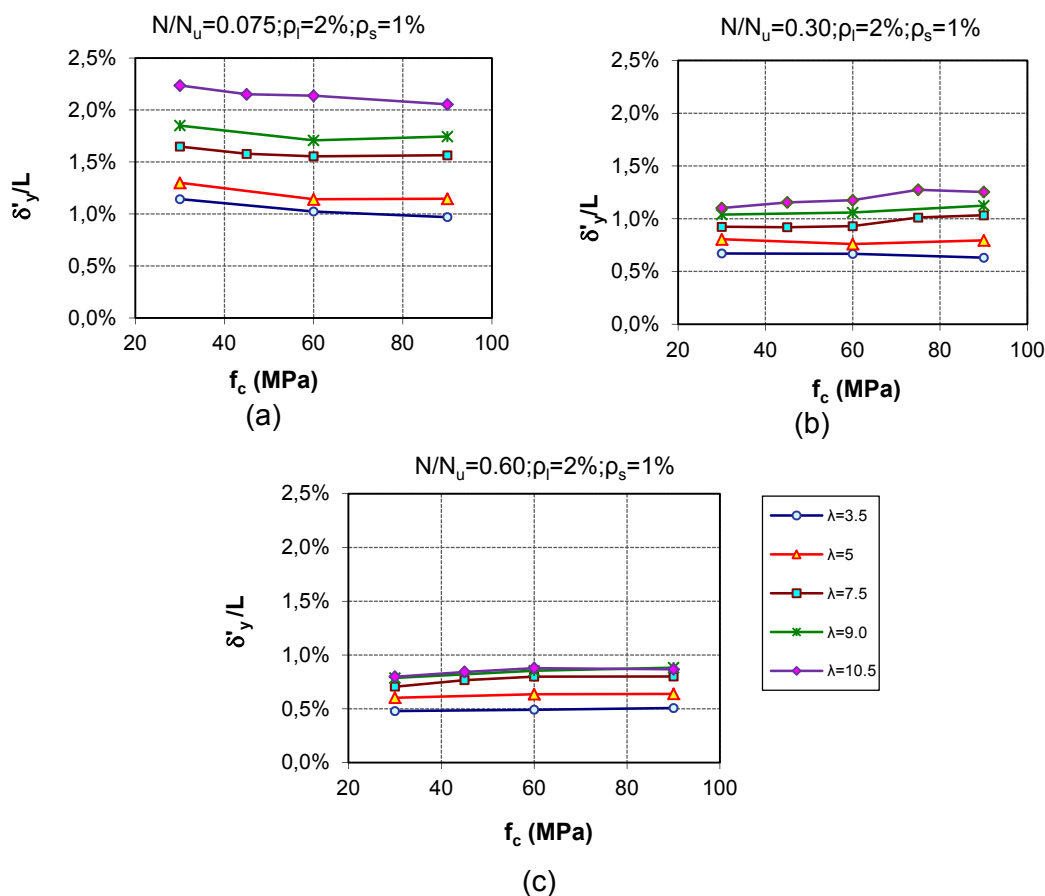 N/Nu=0.075;ρl=2%;ρs=1%
2,5%
2,0%
1,5%
1,0%
0,5%
0,0%
δ'y/L
20 40 60 80 100
fc (MPa)
(a)
N/Nu=0.30;ρl=2%;ρs=1%
2,5%
2,0%
1,5%
1,0%
0,5%
0,0%
δ'y/L
20 40 60 80 100
fc (MPa)
(b)
N/Nu=0.60;ρl=2%;ρs=1%
2,5%
2,0%
1,5%
1,0%
0,5%
0,0%
δ'y /L
20 40 60 80 100
fc (MPa)
(c)
λ=3.5
λ=5
λ=7.5
λ=9.0
λ=10.5